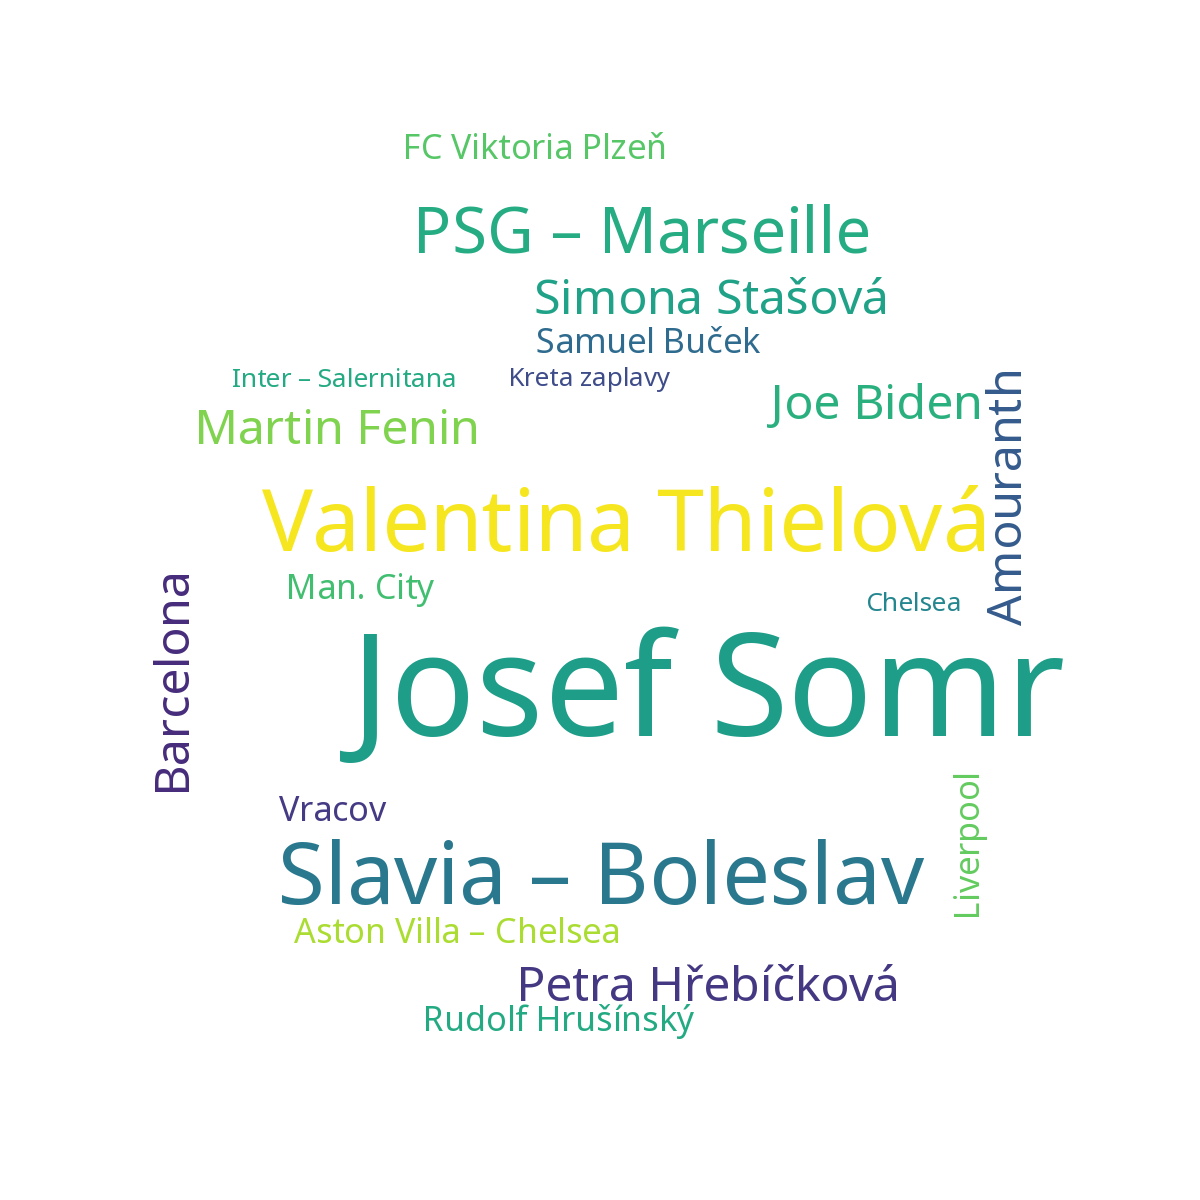 FC Viktoria Plzeň
PSG – Marseille
Simona Stašová
Samuel Buček
Inter – Salernitana
Kreta zaplavy
Joe Biden
Amouranth
Martin Fenin
Valentina Thielová
Man. City
Chelsea
Barcelona
Josef Somr
Vracov
Liverpool
Slavia – Boleslav
Aston Villa – Chelsea
Petra Hřebíčková
Rudolf Hrušínský